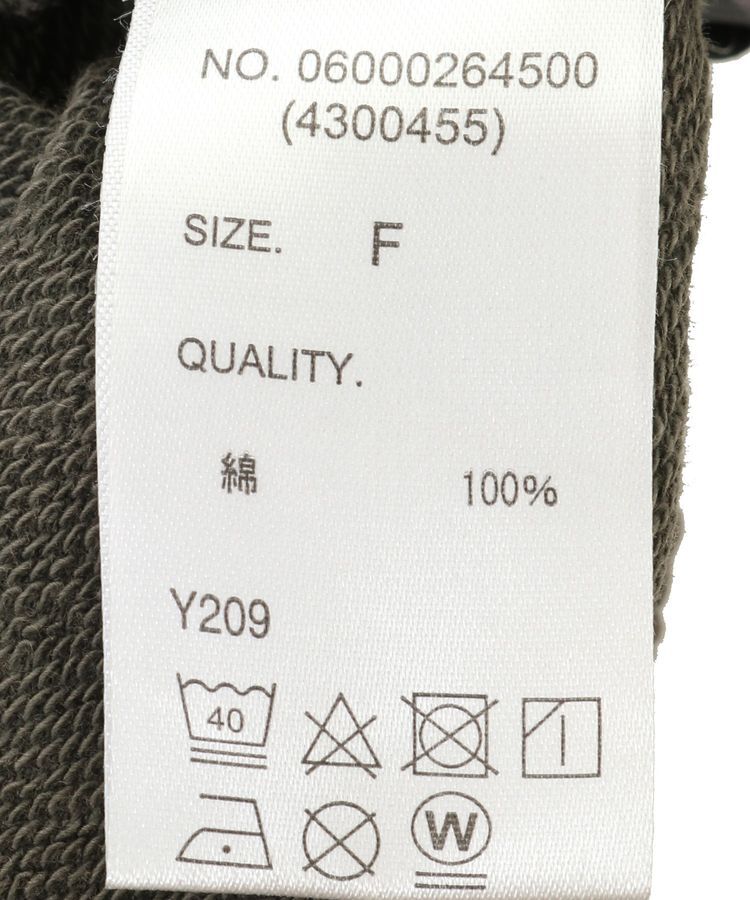 NO. 06000264500
(4300455)
SIZE. F
QUALITY.
綿 100%
Y209
40
W